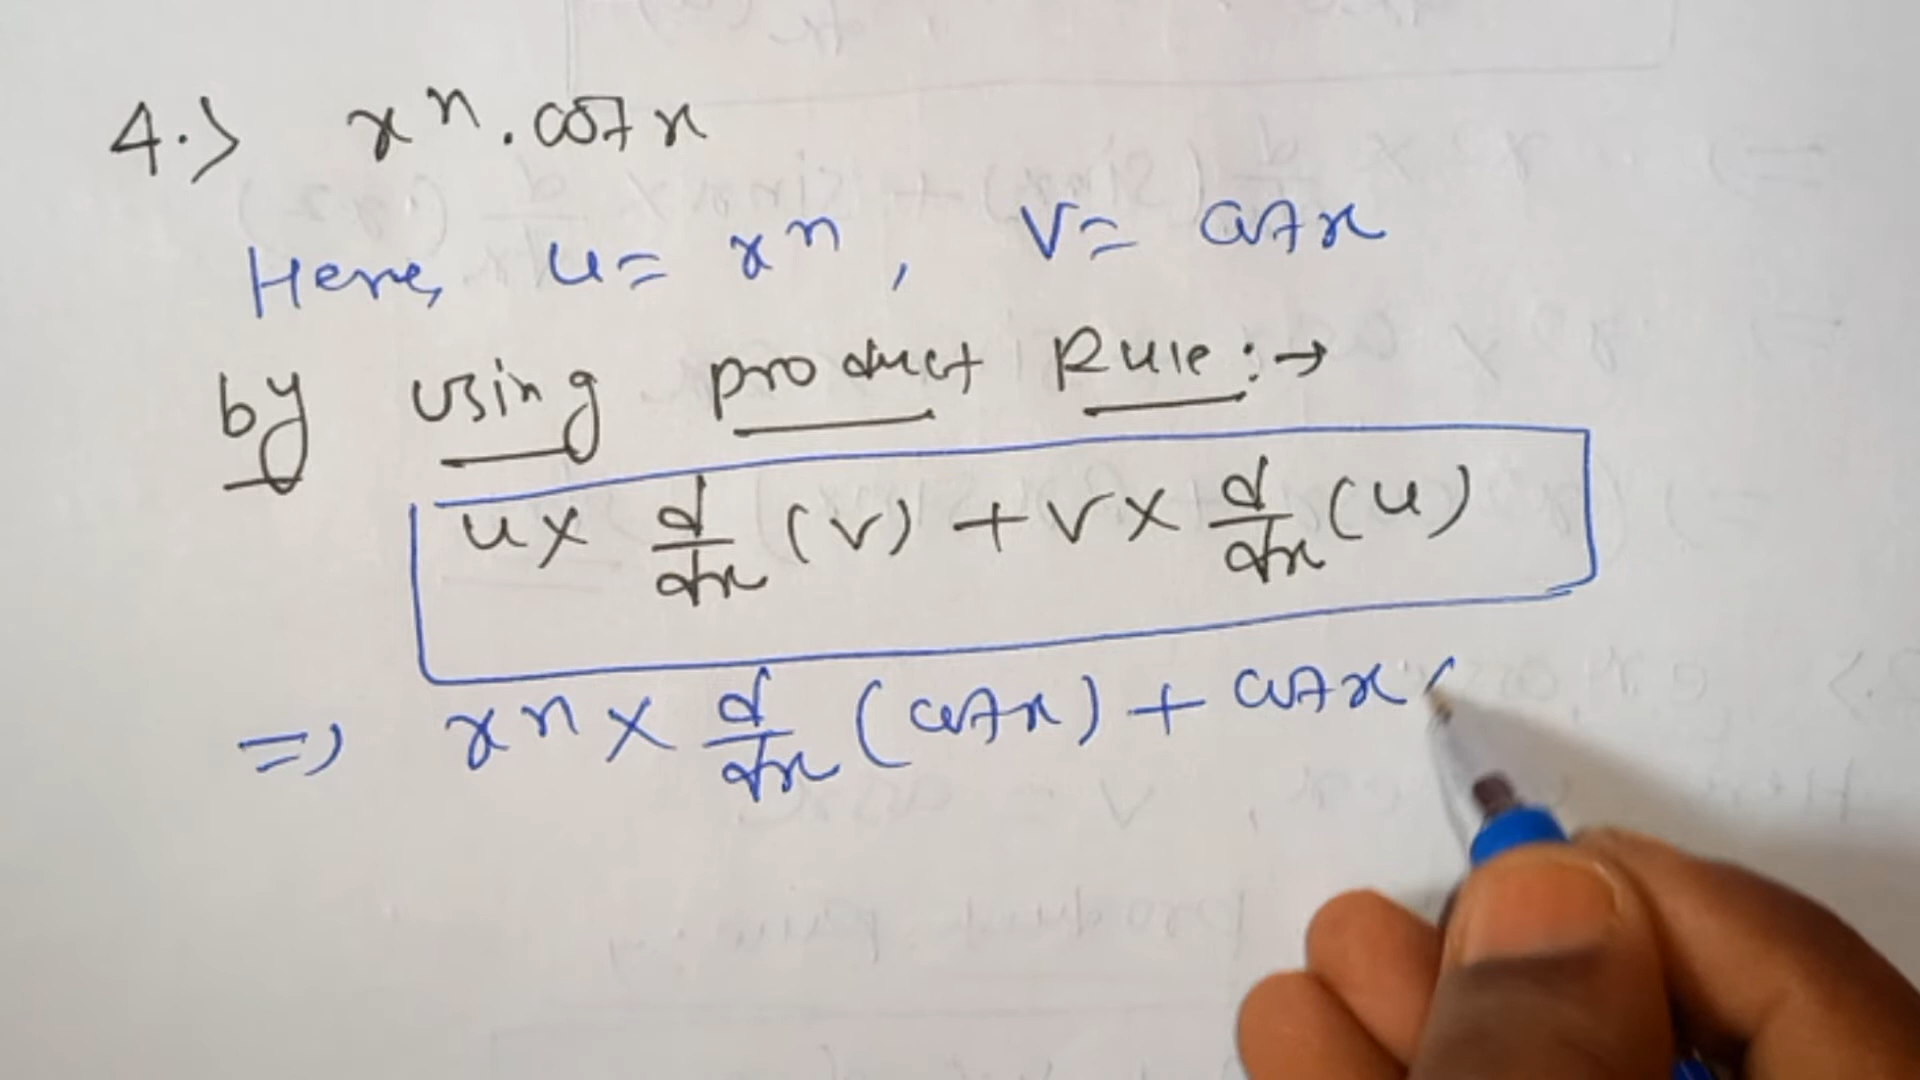 4.) xⁿ. cot x
Here, u = xⁿ, v = cot x
by using product Rule :→
u × d/dx (v) + v × d/dx (u)
=> xⁿ × d/dx (cot x) + cot x